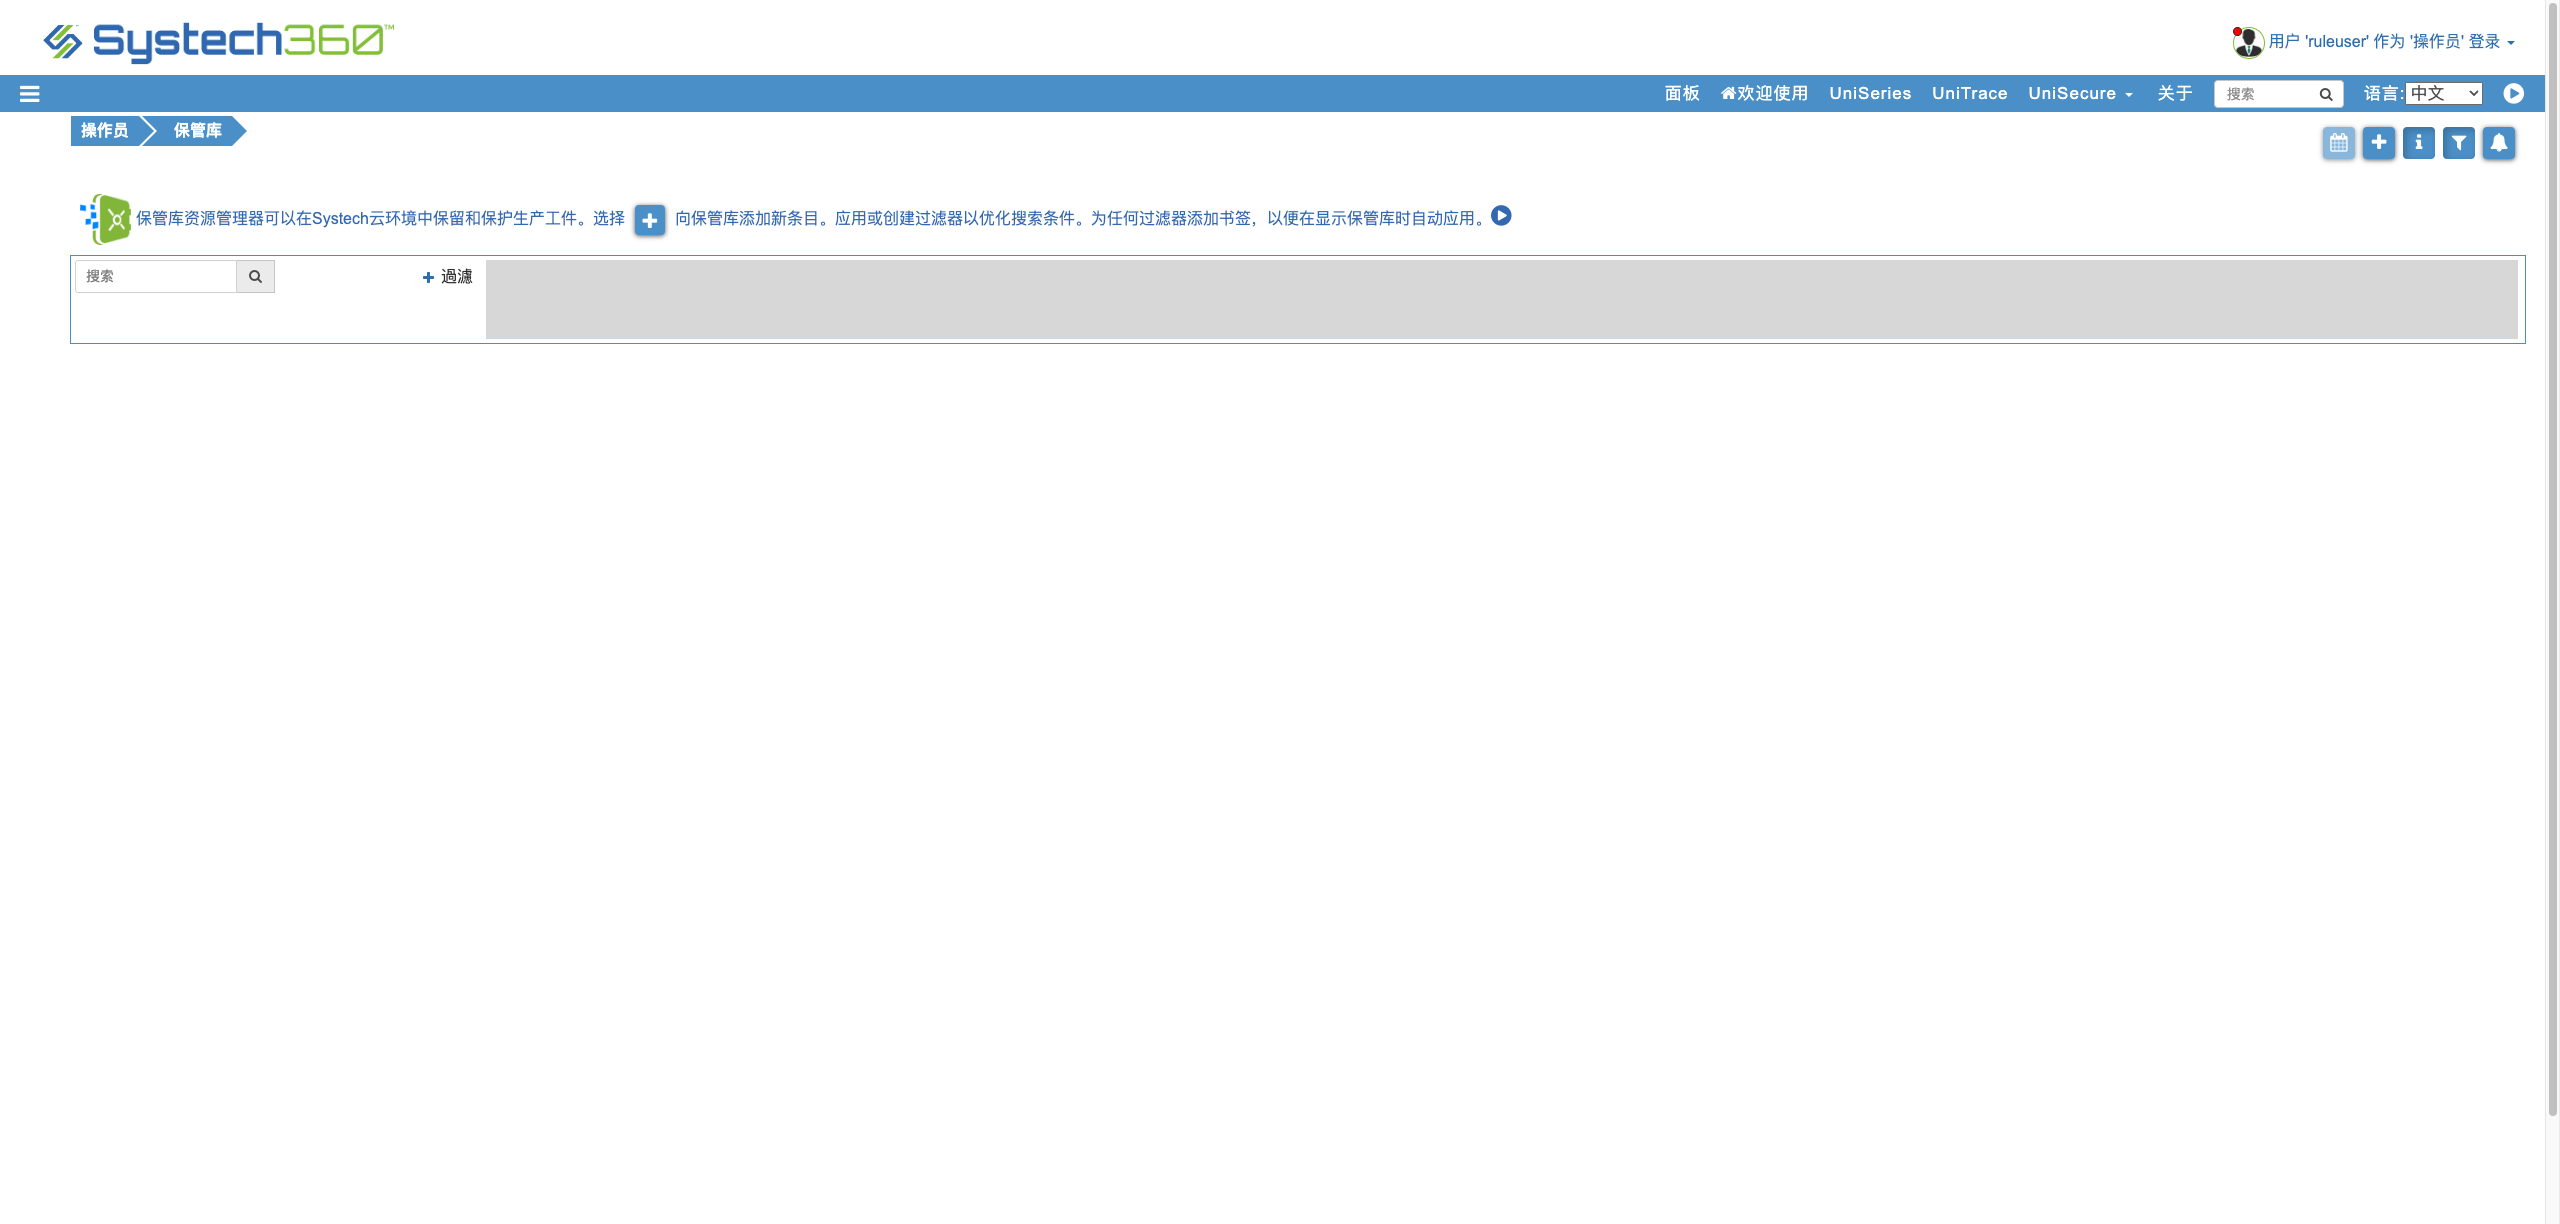 Systech360™
用户 'ruleuser' 作为 '操作员' 登录
面板 欢迎使用 UniSeries UniTrace UniSecure 关于 搜索 语言: 中文
操作员 保管库
保管库资源管理器可以在Systech云环境中保留和保护生产工件。选择 向保管库添加新条目。应用或创建过滤器以优化搜索条件。为任何过滤器添加书签，以便在显示保管库时自动应用。
搜索 過濾